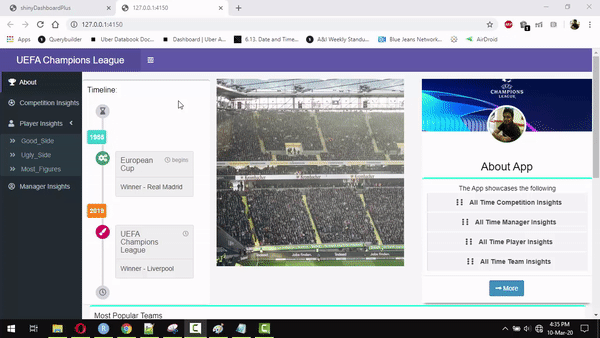 shinyDashboardPlus
127.0.0.1:4150
127.0.0.1:4150
Apps
Querybuilder
Uber Databook Doc...
Dashboard | Uber A...
6.13. Date and Time...
A&I Weekly Standu...
Blue Jeans Network...
AirDroid
UEFA Champions League
About
Competition Insights
Player Insights
Good_Side
Ugly_Side
Most_Figures
Manager Insights
Timeline:
European Cup
begins
Winner - Real Madrid
2019
UEFA Champions League
Winner - Liverpool
Most Popular Teams
CHAMPIONS
LEAGUE
About App
The App showcases the following
All Time Competition Insights
All Time Manager Insights
All Time Player Insights
All Time Team Insights
More
4:35 PM
10-Mar-20